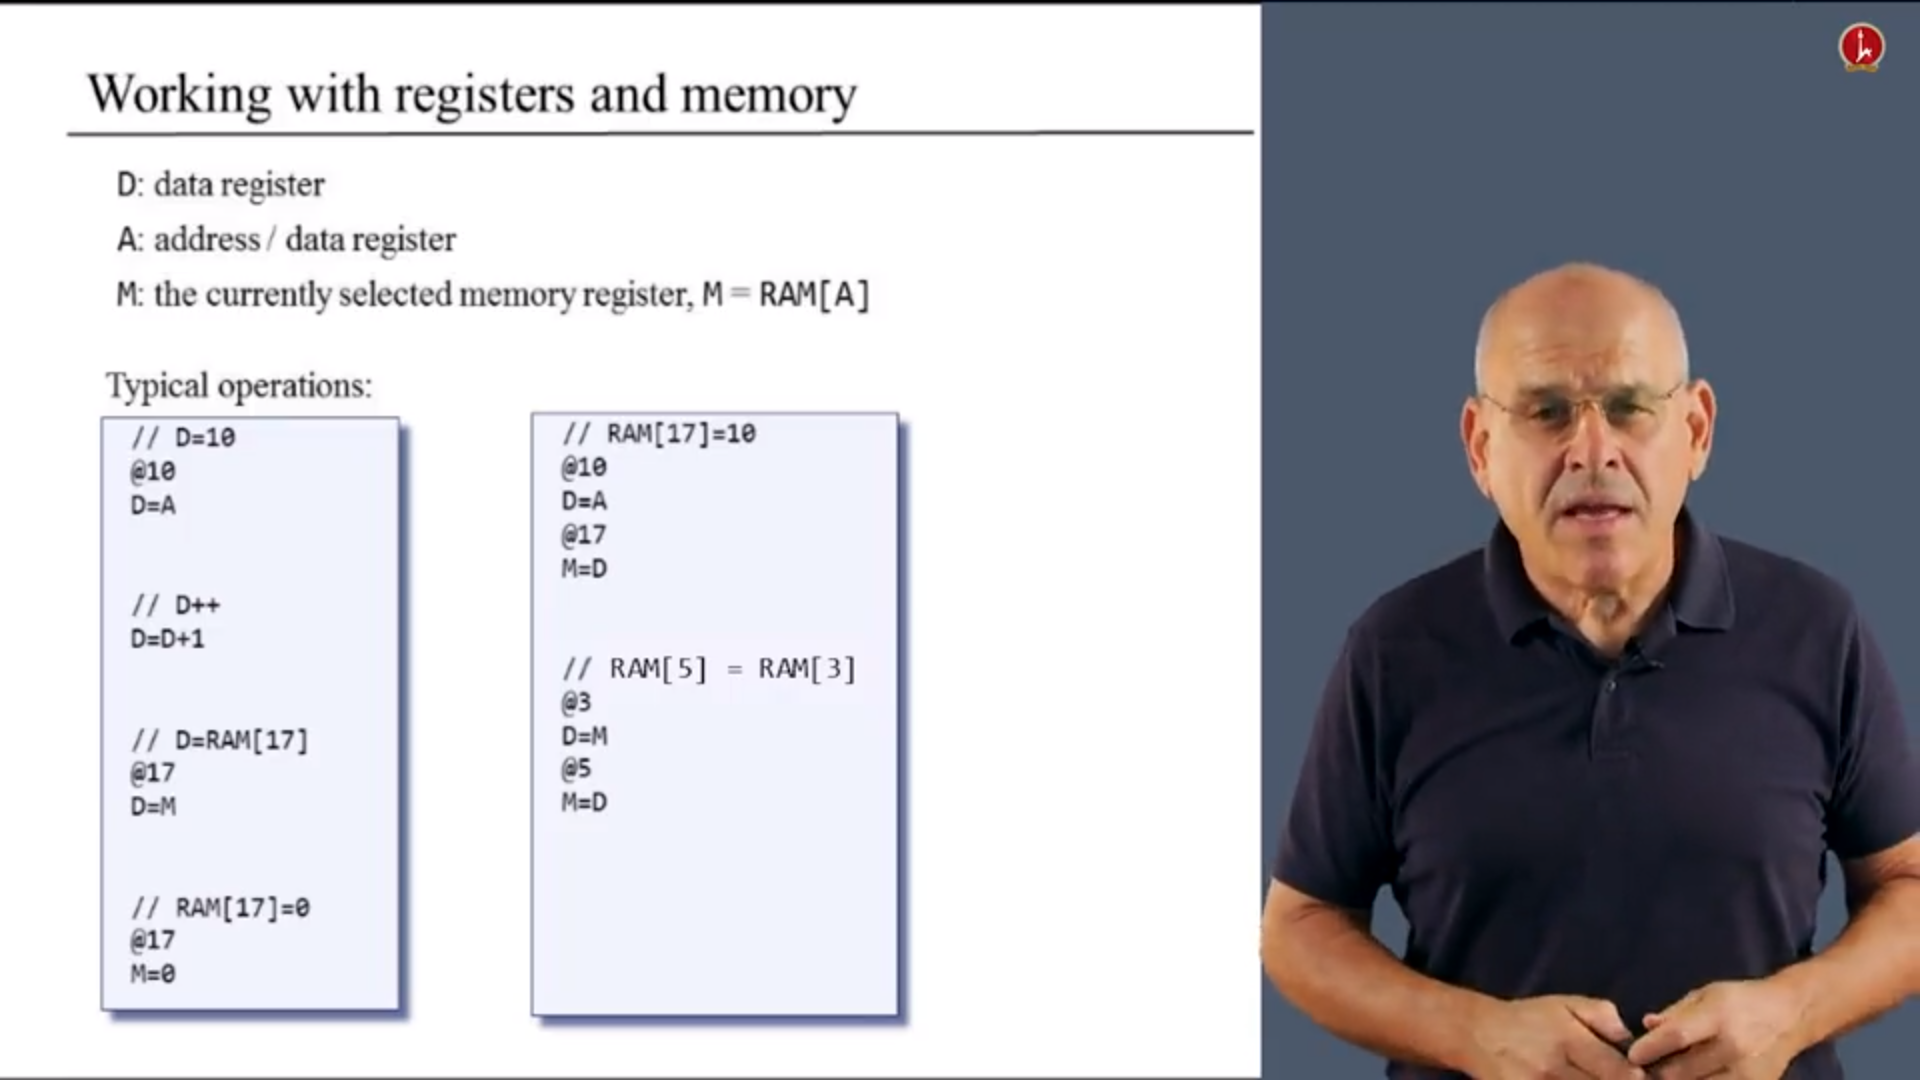 Working with registers and memory
D: data register
A: address / data register
M: the currently selected memory register, M = RAM[A]
Typical operations:
// D=10
@10
D=A
// D++
D=D+1
// D=RAM[17]
@17
D=M
// RAM[17]=0
@17
M=0
// RAM[17]=10
@10
D=A
@17
M=D
// RAM[5] = RAM[3]
@3
D=M
@5
M=D